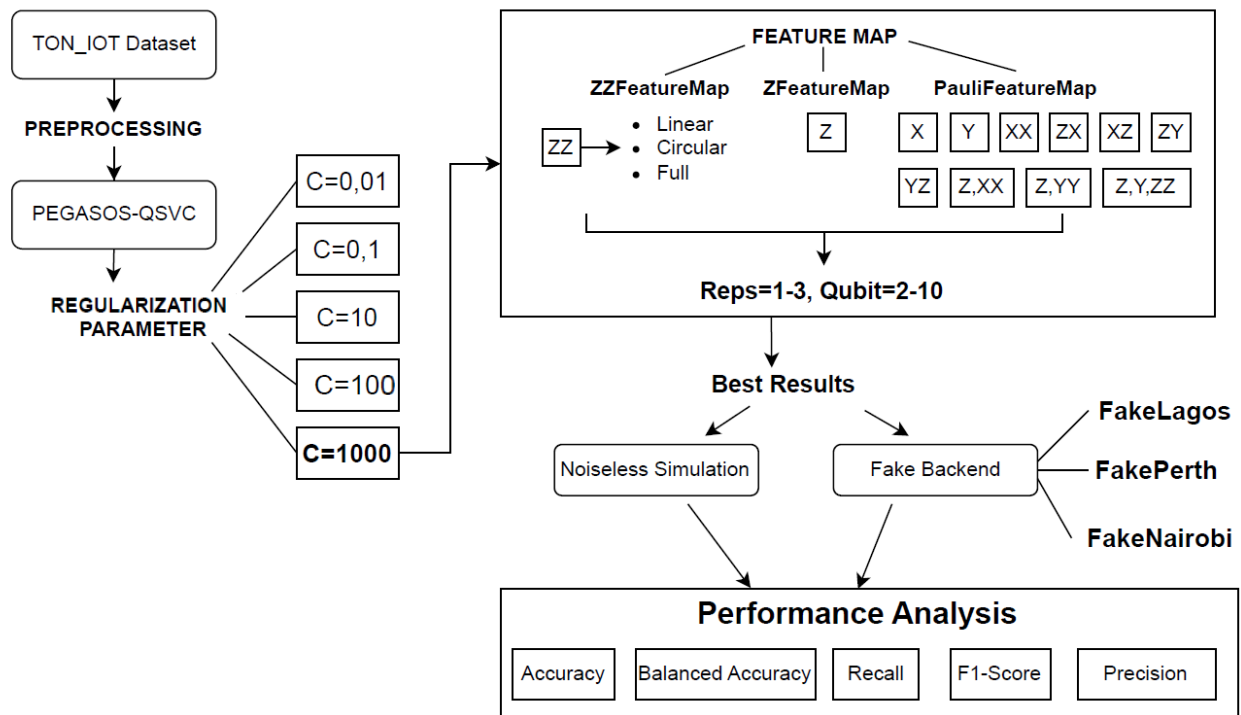 TON_IOT Dataset
PREPROCESSING
PEGASOS-QSVC
REGULARIZATION
PARAMETER
C=0,01
C=0,1
C=10
C=100
C=1000
FEATURE MAP
ZZFeatureMap
ZFeatureMap
PauliFeatureMap
ZZ
• Linear
• Circular
• Full
Z
X Y XX ZX XZ ZY
YZ Z,XX Z,YY Z,Y,ZZ
Reps=1-3, Qubit=2-10
Best Results
Noiseless Simulation
Fake Backend
FakeLagos
FakePerth
FakeNairobi
Performance Analysis
Accuracy
Balanced Accuracy
Recall
F1-Score
Precision